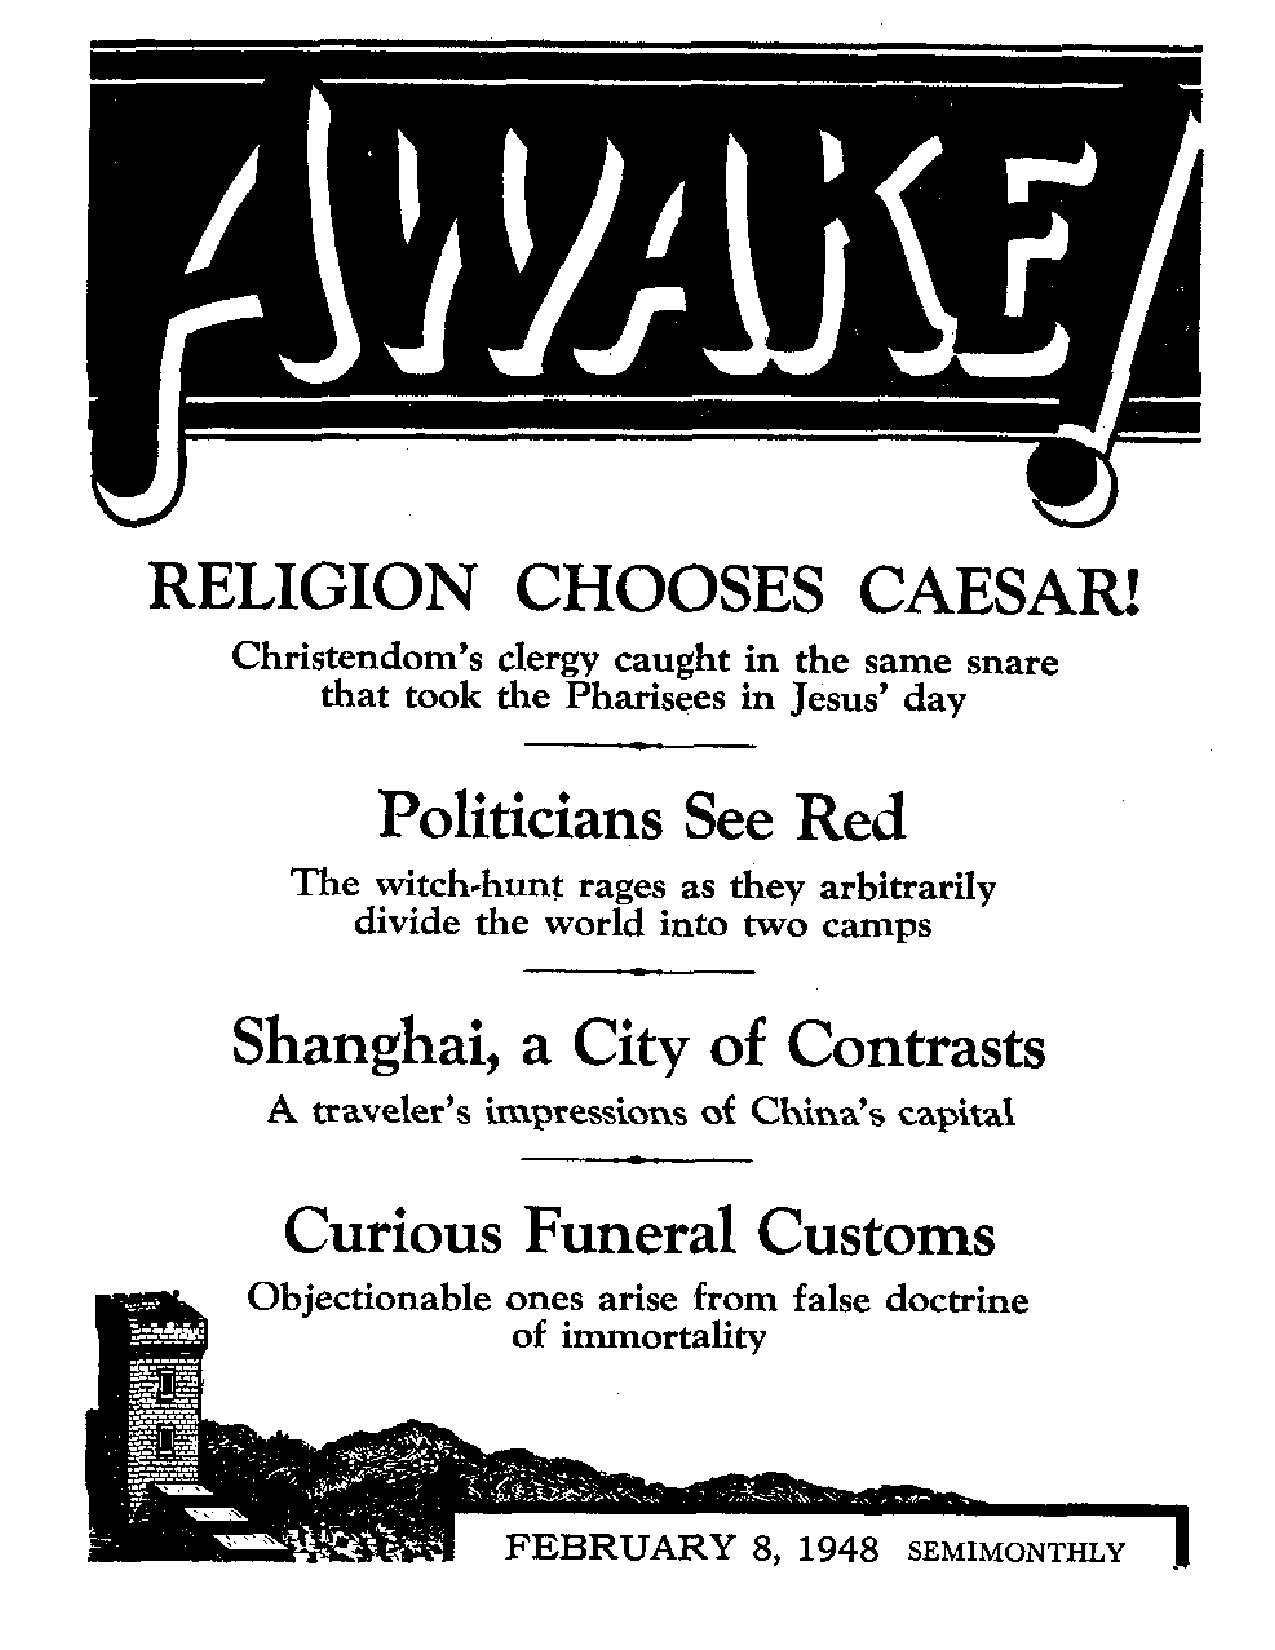 AWAKE!
RELIGION CHOOSES CAESAR!
Christendom's clergy caught in the same snare
that took the Pharisees in Jesus' day
Politicians See Red
The witch-hunt rages as they arbitrarily
divide the world into two camps
Shanghai, a City of Contrasts
A traveler's impressions of China's capital
Curious Funeral Customs
Objectionable ones arise from false doctrine
of immortality
FEBRUARY 8, 1948 SEMIMONTHLY